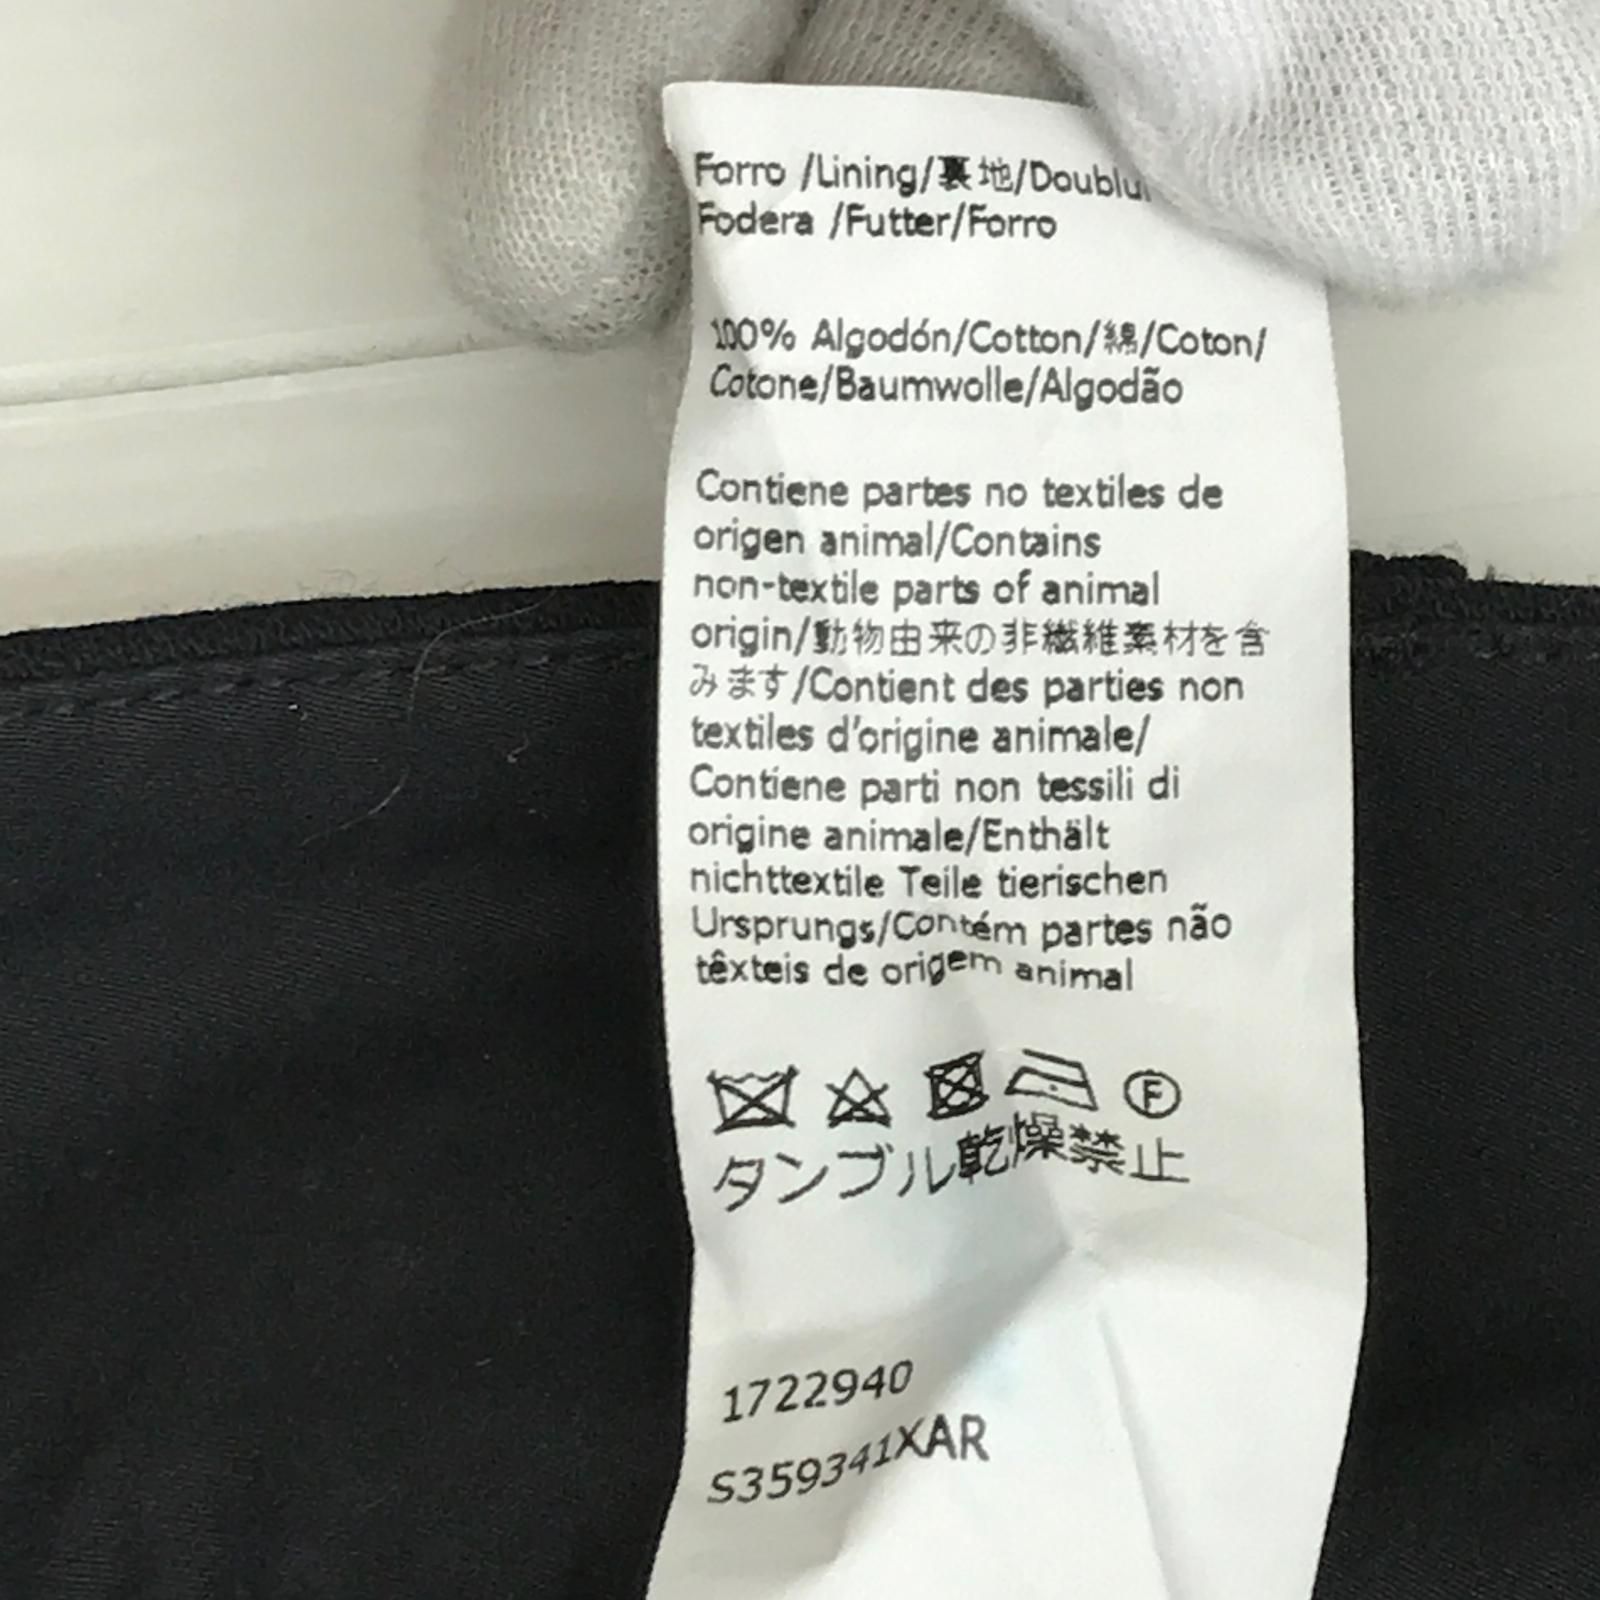 Forro /Lining/裏地/Doublu
Fodera /Futter/Forro
100% Algodón/Cotton/綿/Coton/
Cotone/Baumwolle/Algodão
Contiene partes no textiles de
origen animal/Contains
non-textile parts of animal
origin/動物由来の非繊維素材を含
みます/Contient des parties non
textiles d'origine animale/
Contiene parti non tessili di
origine animale/Enthält
nichttextile Teile tierischen
Ursprungs/Contém partes não
têxteis de origem animal
F
タンブル乾燥禁止
1722940
S359341XAR